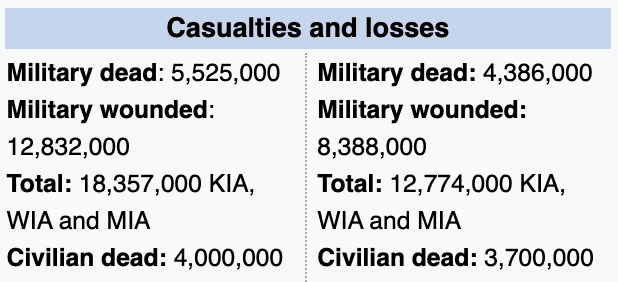 Casualties and losses
Military dead: 5,525,000
Military wounded:
12,832,000
Total: 18,357,000 KIA,
WIA and MIA
Civilian dead: 4,000,000
Military dead: 4,386,000
Military wounded:
8,388,000
Total: 12,774,000 KIA,
WIA and MIA
Civilian dead: 3,700,000